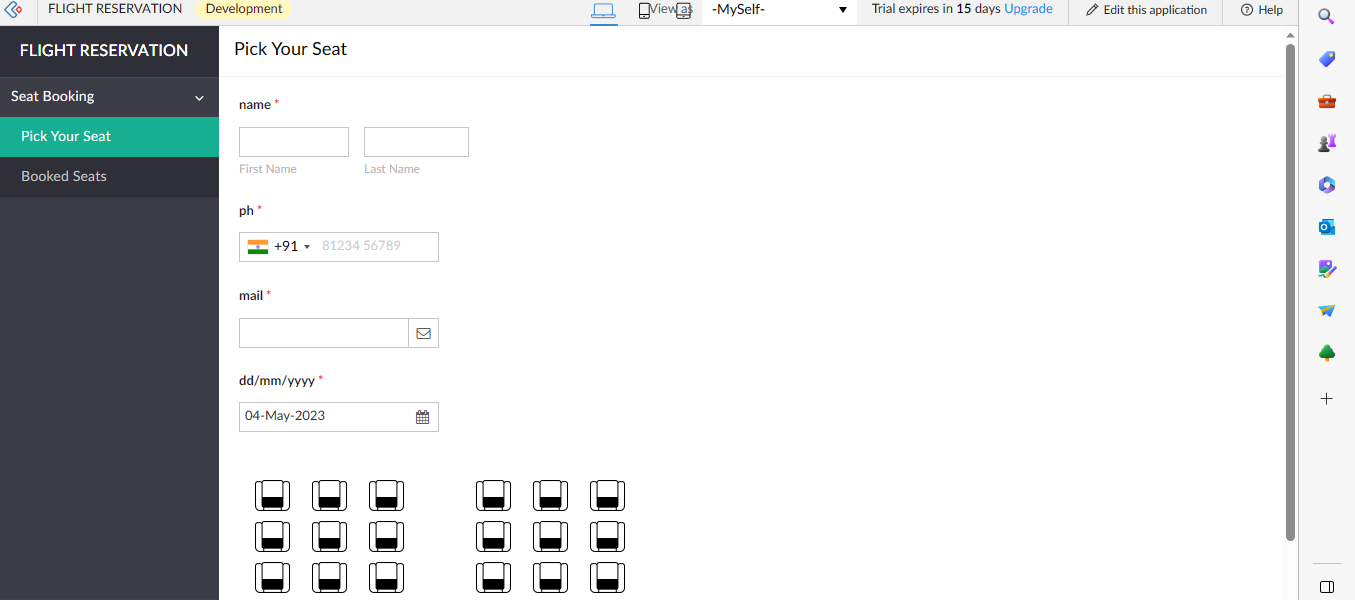 FLIGHT RESERVATION Development View as -MySelf- Trial expires in 15 days Upgrade Edit this application Help
FLIGHT RESERVATION
Pick Your Seat
Seat Booking
Pick Your Seat
Booked Seats
name *
First Name Last Name
ph *
+91 81234 56789
mail *
dd/mm/yyyy *
04-May-2023